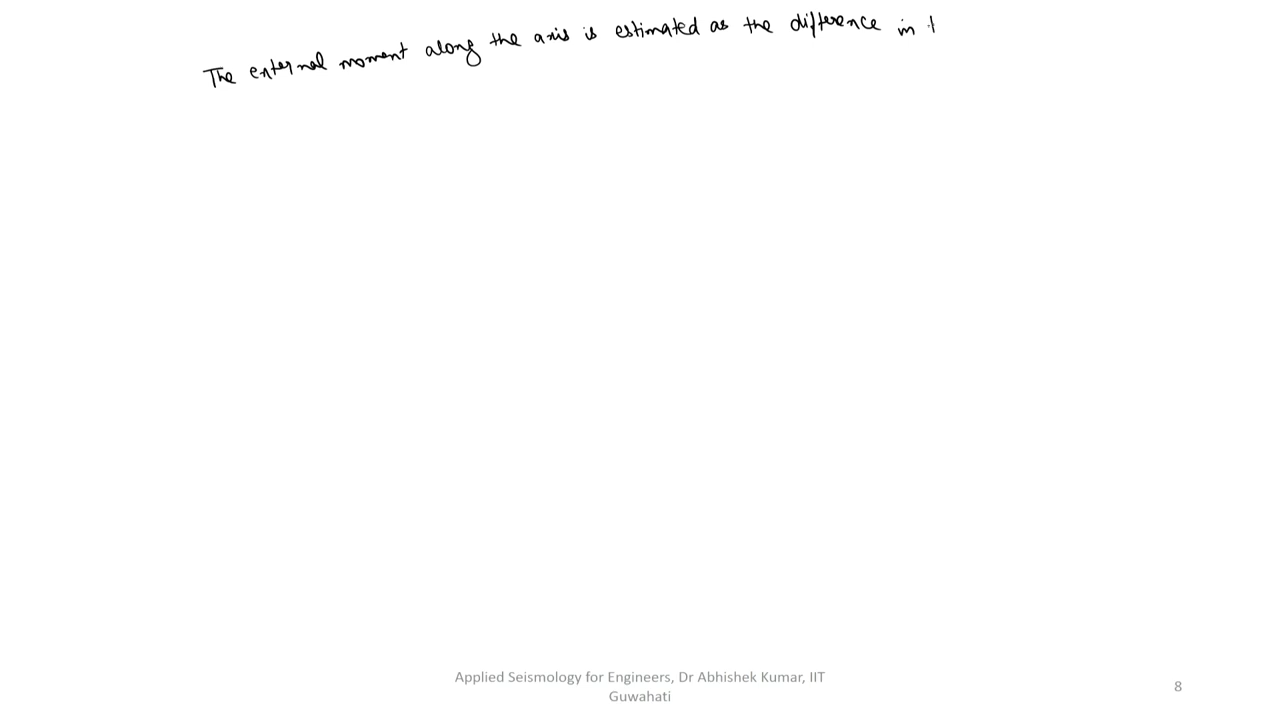 The external moment along the axis is estimated as the difference in t
Applied Seismology for Engineers, Dr Abhishek Kumar, IIT
Guwahati
8